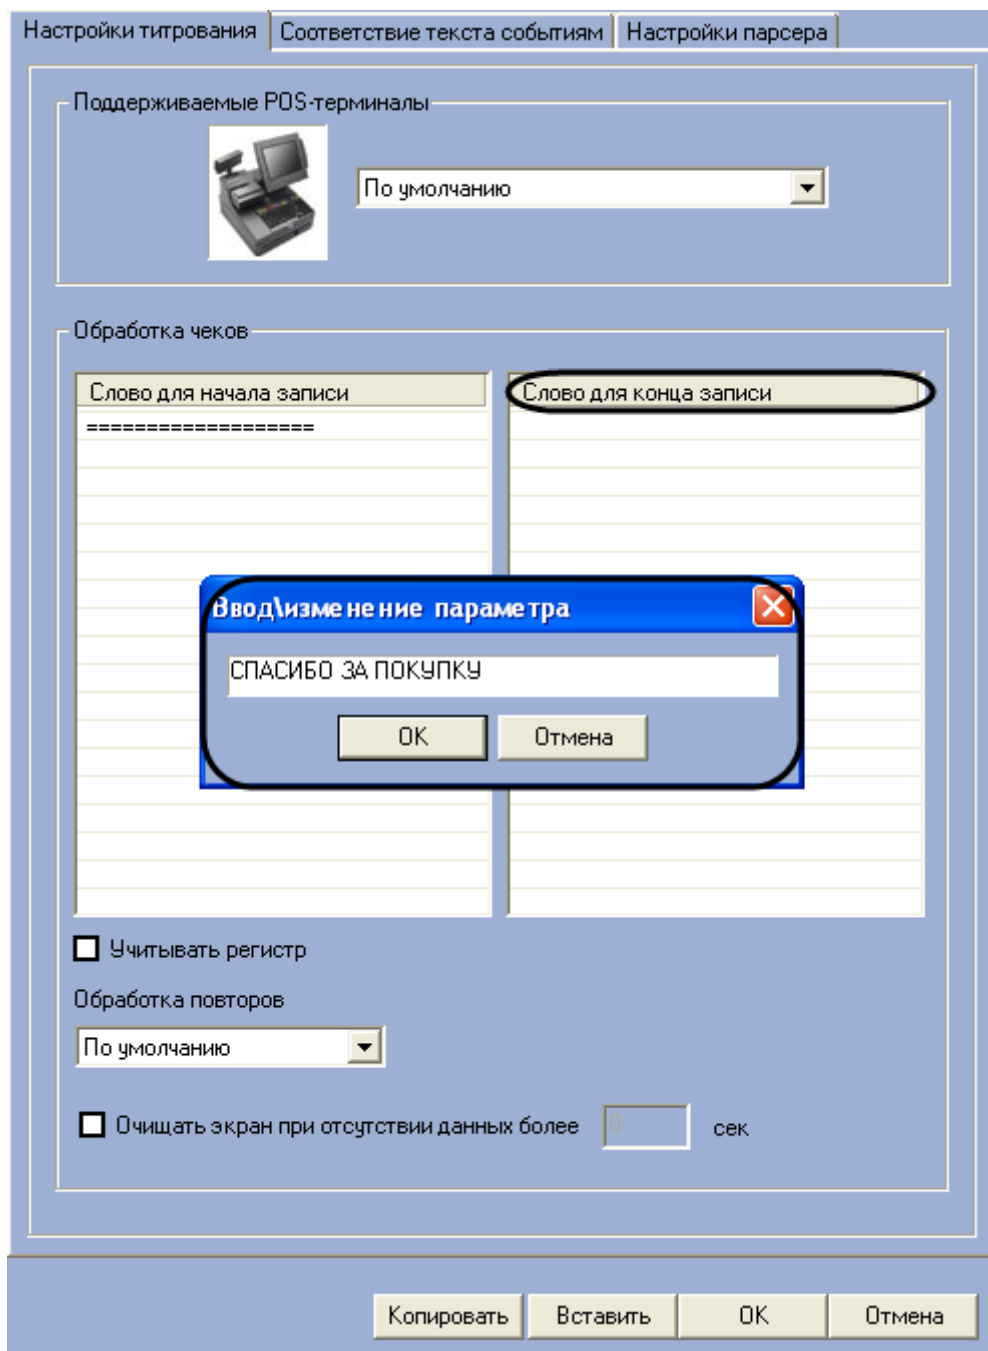 Настройки титрования Соответствие текста событиям Настройки парсера
Поддерживаемые POS-терминалы
По умолчанию
Обработка чеков
Слово для начала записи Слово для конца записи
===================
Ввод\изменение параметра
СПАСИБО ЗА ПОКУПКУ
OK Отмена
Учитывать регистр
Обработка повторов
По умолчанию
Очищать экран при отсутствии данных более 0 сек
Копировать Вставить OK Отмена